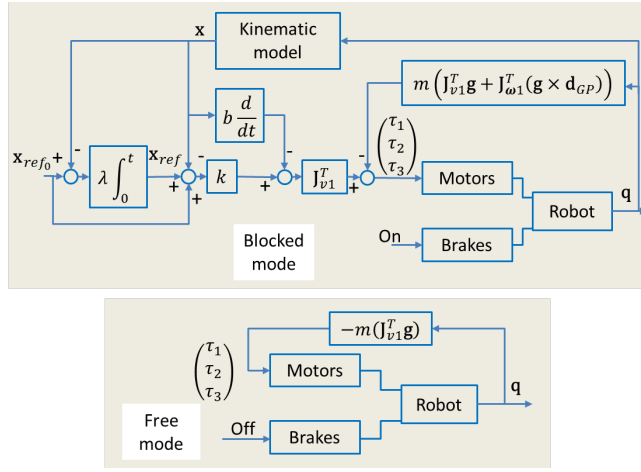 x
Kinematic
model
b d/dt
m(J_{v1}^T g + J_{ω1}^T (g × d_{GP}))
-
x_{ref_0} +
-
λ ∫_0^t
x_{ref}
-
+
+
k
-
+
J_{v1}^T
-
+
(τ_1
τ_2
τ_3)
Motors
q
Robot
On
Brakes
Blocked
mode
−m(J_{v1}^T g)
(τ_1
τ_2
τ_3)
Motors
q
Robot
Free
mode
Off
Brakes